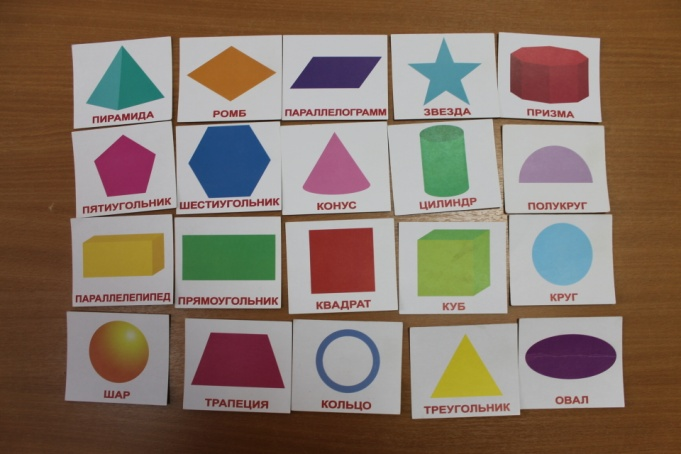 ПИРАМИДА
РОМБ
ПАРАЛЛЕЛОГРАММ
ЗВЕЗДА
ПРИЗМА
ПЯТИУГОЛЬНИК
ШЕСТИУГОЛЬНИК
КОНУС
ЦИЛИНДР
ПОЛУКРУГ
ПАРАЛЛЕЛЕПИПЕД
ПРЯМОУГОЛЬНИК
КВАДРАТ
КУБ
КРУГ
ШАР
ТРАПЕЦИЯ
КОЛЬЦО
ТРЕУГОЛЬНИК
ОВАЛ